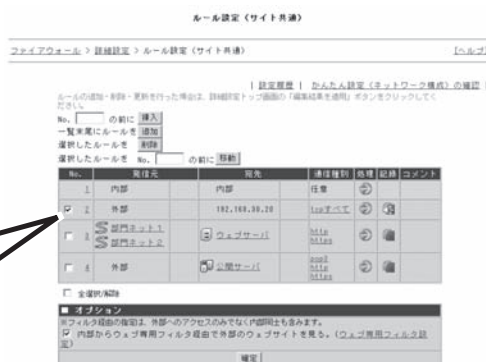 ルール設定（サイト共通）
ファイアウォール > 詳細設定 > ルール設定（サイト共通） [ヘルプ]
| 設定履歴 | かんたん設定（ネットワーク構成）の確認
ルールの追加・削除・更新を行った場合は、詳細設定トップ画面の「編集結果を適用」ボタンをクリックしてく
ださい。
No. の前に 挿入
一覧末尾にルールを 追加
選択したルールを 削除
選択したルールを No. の前に 移動
No. 発信元 宛先 通信種別 処理 記録 コメント
1 内部 内部 任意
2 外部 192.168.30.20 tcpすべて
3 部門ネット1 ウェブサーバ http
部門ネット2 https
4 外部 公開サーバ pop3
http
https
全選択/解除
■ オプション
※フィルタ経由の指定は、外部へのアクセスのみでなく内部同士も含みます。
内部からウェブ専用フィルタ経由で外部のウェブサイトを見る。(ウェブ専用フィルタ設
定)
確定